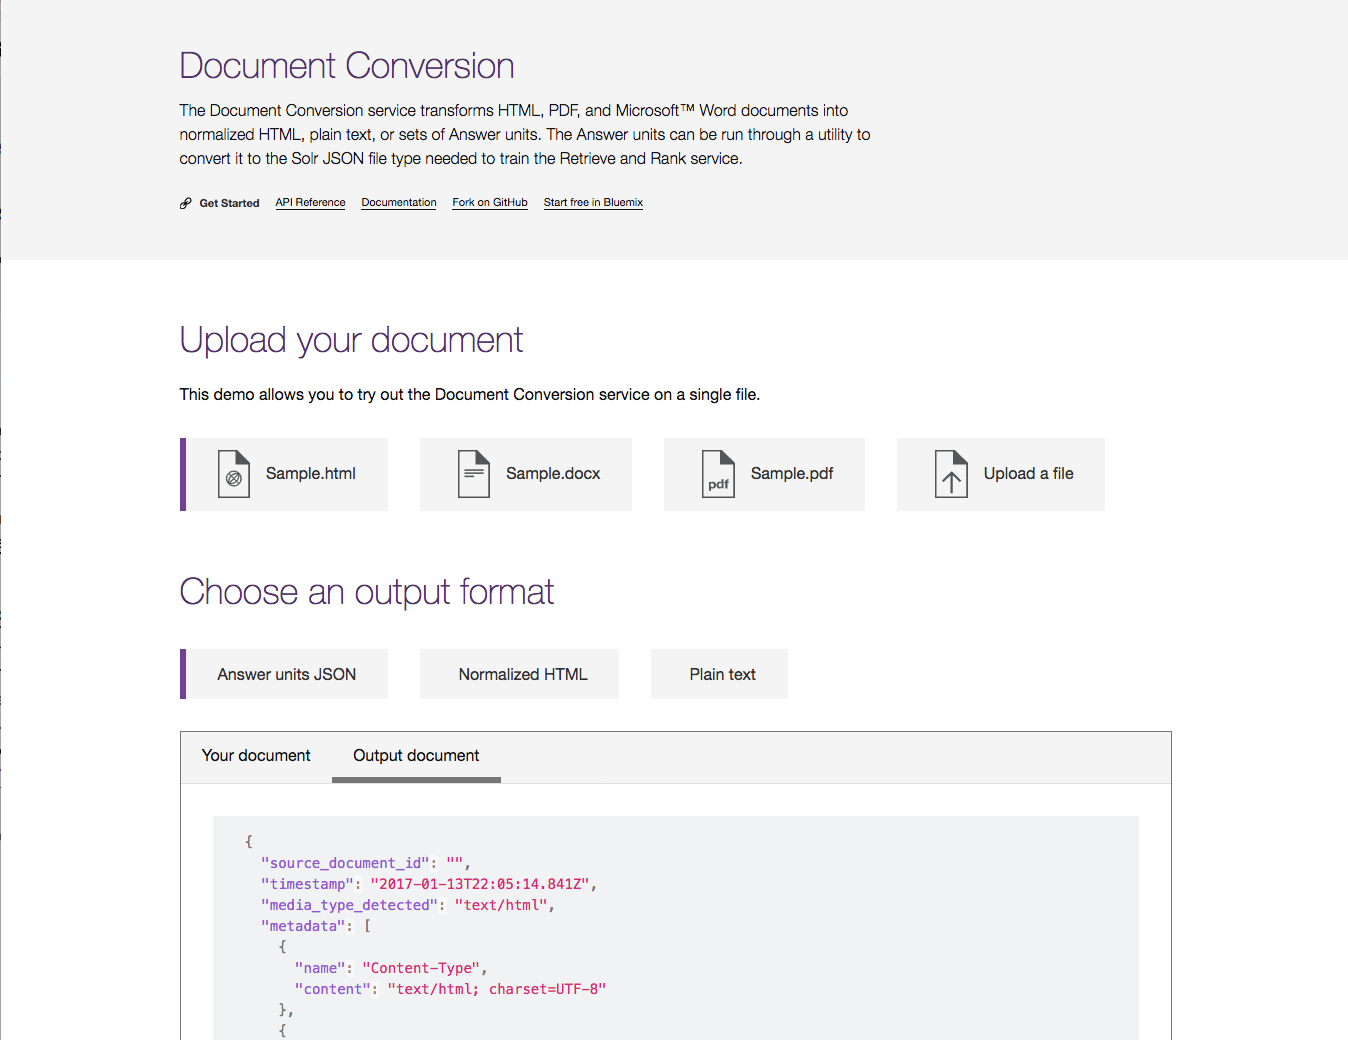 Document Conversion
The Document Conversion service transforms HTML, PDF, and Microsoft™ Word documents into
normalized HTML, plain text, or sets of Answer units. The Answer units can be run through a utility to
convert it to the Solr JSON file type needed to train the Retrieve and Rank service.
Get Started API Reference Documentation Fork on GitHub Start free in Bluemix
Upload your document
This demo allows you to try out the Document Conversion service on a single file.
Sample.html Sample.docx pdf Sample.pdf Upload a file
Choose an output format
Answer units JSON Normalized HTML Plain text
Your document Output document
{
"source_document_id": "",
"timestamp": "2017-01-13T22:05:14.841Z",
"media_type_detected": "text/html",
"metadata": [
{
"name": "Content-Type",
"content": "text/html; charset=UTF-8"
},
{